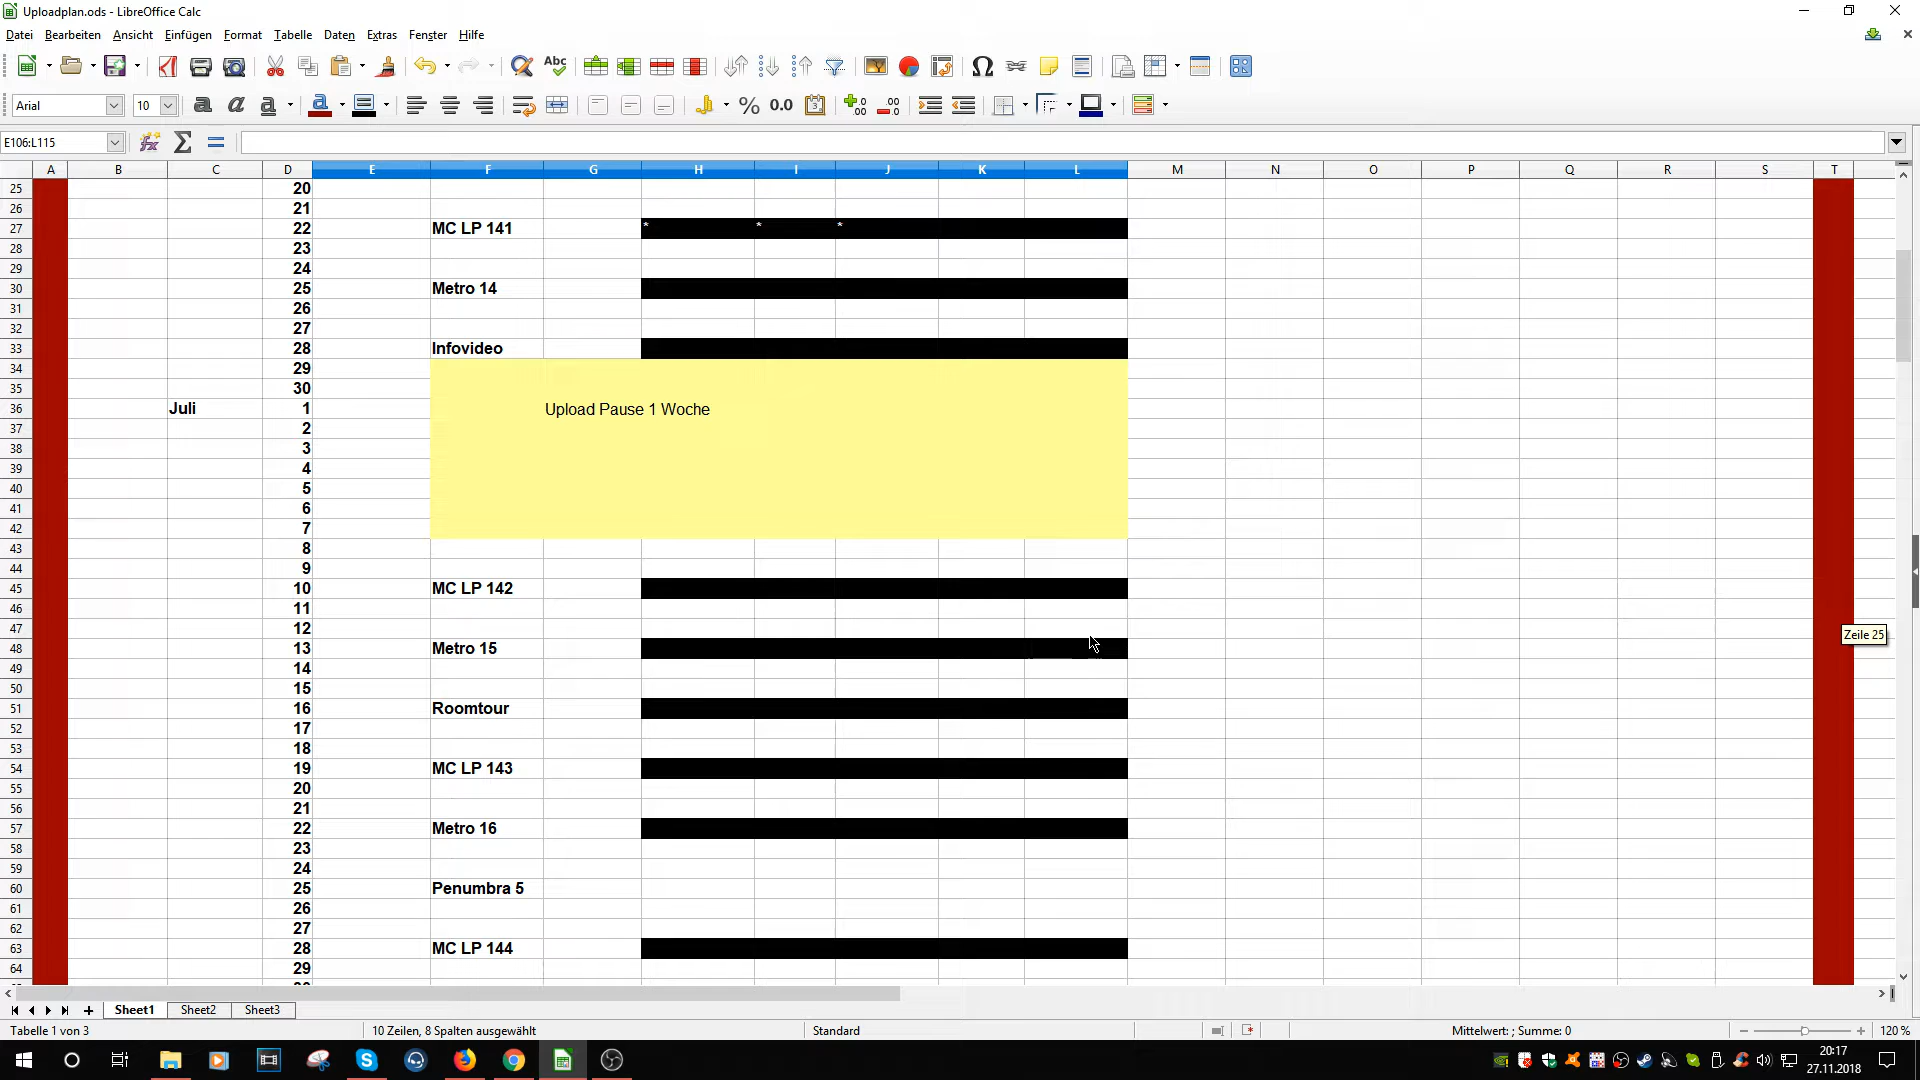 Uploadplan.ods - LibreOffice Calc
Datei Bearbeiten Ansicht Einfügen Format Tabelle Daten Extras Fenster Hilfe
Abc
Arial 10 a a a a % 0.0
E106:L115
A B C D E F G H I J K L M N O P Q R S T
25 20
26 21
27 22 MC LP 141 * * *
28 23
29 24
30 25 Metro 14
31 26
32 27
33 28 Infovideo
34 29
35 30
36 Juli 1 Upload Pause 1 Woche
37 2
38 3
39 4
40 5
41 6
42 7
43 8
44 9
45 10 MC LP 142
46 11
47 12 Zeile 25
48 13 Metro 15
49 14
50 15
51 16 Roomtour
52 17
53 18
54 19 MC LP 143
55 20
56 21
57 22 Metro 16
58 23
59 24
60 25 Penumbra 5
61 26
62 27
63 28 MC LP 144
64 29
Sheet1 Sheet2 Sheet3
Tabelle 1 von 3 10 Zeilen, 8 Spalten ausgewählt Standard Mittelwert: ; Summe: 0 120 %
20:17
27.11.2018